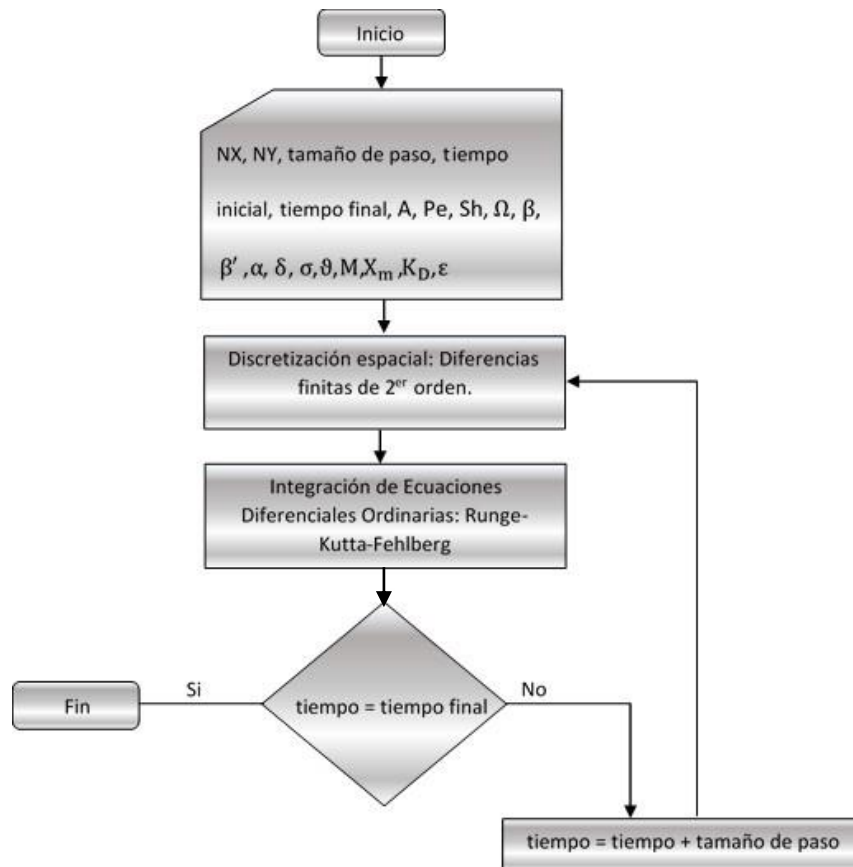 Inicio
NX, NY, tamaño de paso, tiempo
inicial, tiempo final, A, Pe, Sh, Ω, β,
β′ ,α, δ, σ,ϑ,M,Xₘ ,K_D,ε
Discretización espacial: Diferencias
finitas de 2ᵉʳ orden.
Integración de Ecuaciones
Diferenciales Ordinarias: Runge-
Kutta-Fehlberg
Si
No
Fin
tiempo = tiempo final
tiempo = tiempo + tamaño de paso